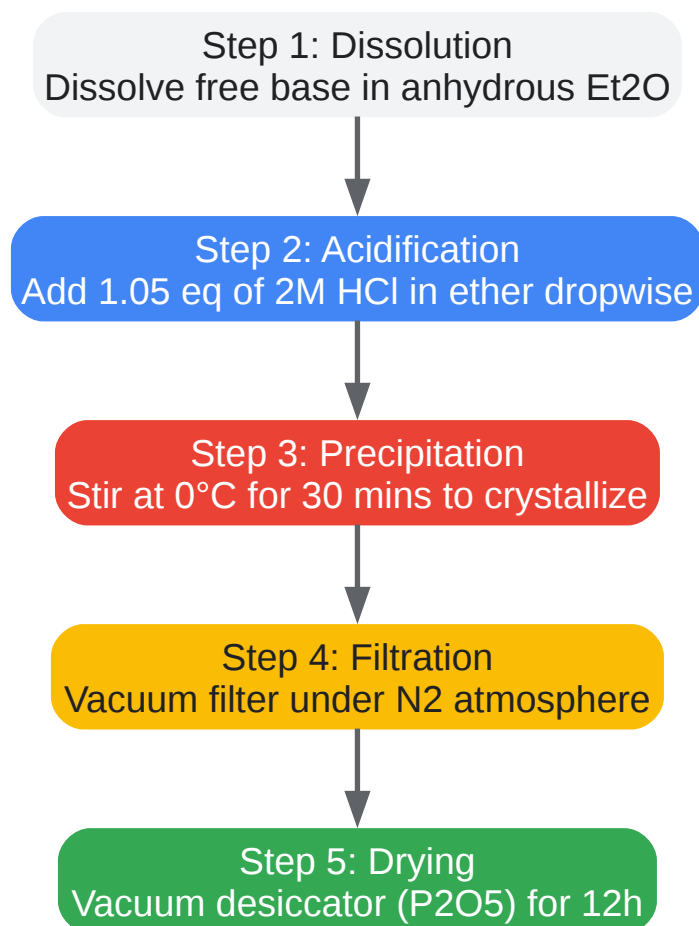 Step 1: Dissolution
Dissolve free base in anhydrous Et2O
Step 2: Acidification
Add 1.05 eq of 2M HCl in ether dropwise
Step 3: Precipitation
Stir at 0°C for 30 mins to crystallize
Step 4: Filtration
Vacuum filter under N2 atmosphere
Step 5: Drying
Vacuum desiccator (P2O5) for 12h